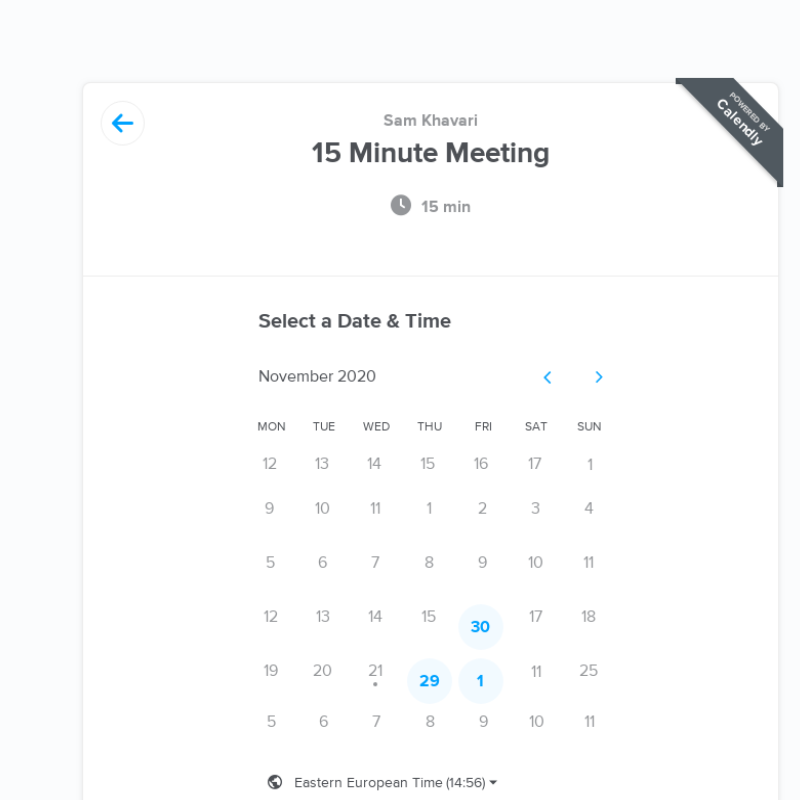 Sam Khavari
15 Minute Meeting
POWERED BY
Calendly
15 min
Select a Date & Time
November 2020
MON TUE WED THU FRI SAT SUN
12 13 14 15 16 17 1
9 10 11 1 2 3 4
5 6 7 8 9 10 11
12 13 14 15 30 17 18
19 20 21 29 1 11 25
5 6 7 8 9 10 11
Eastern European Time (14:56)